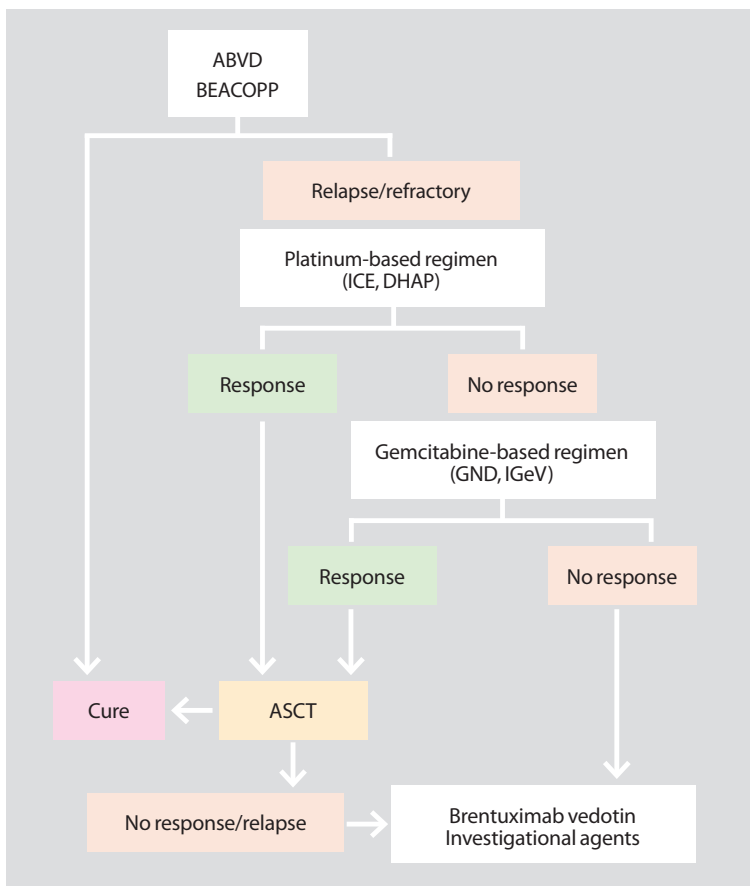 ABVD
BEACOPP
Relapse/refractory
Platinum-based regimen
(ICE, DHAP)
Response
No response
Gemcitabine-based regimen
(GND, IGeV)
Response
No response
Cure
ASCT
No response/relapse
Brentuximab vedotin
Investigational agents